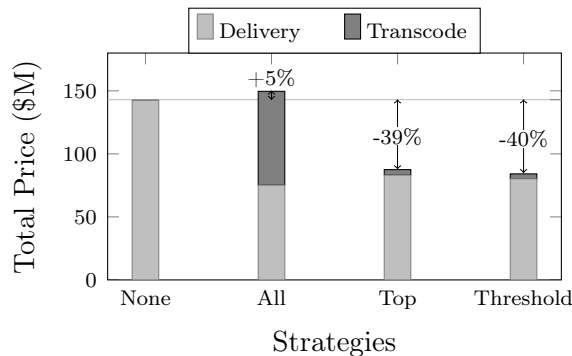 Delivery Transcode
Total Price ($M)
150
100
50
0
+5%
-39%
-40%
None All Top Threshold
Strategies